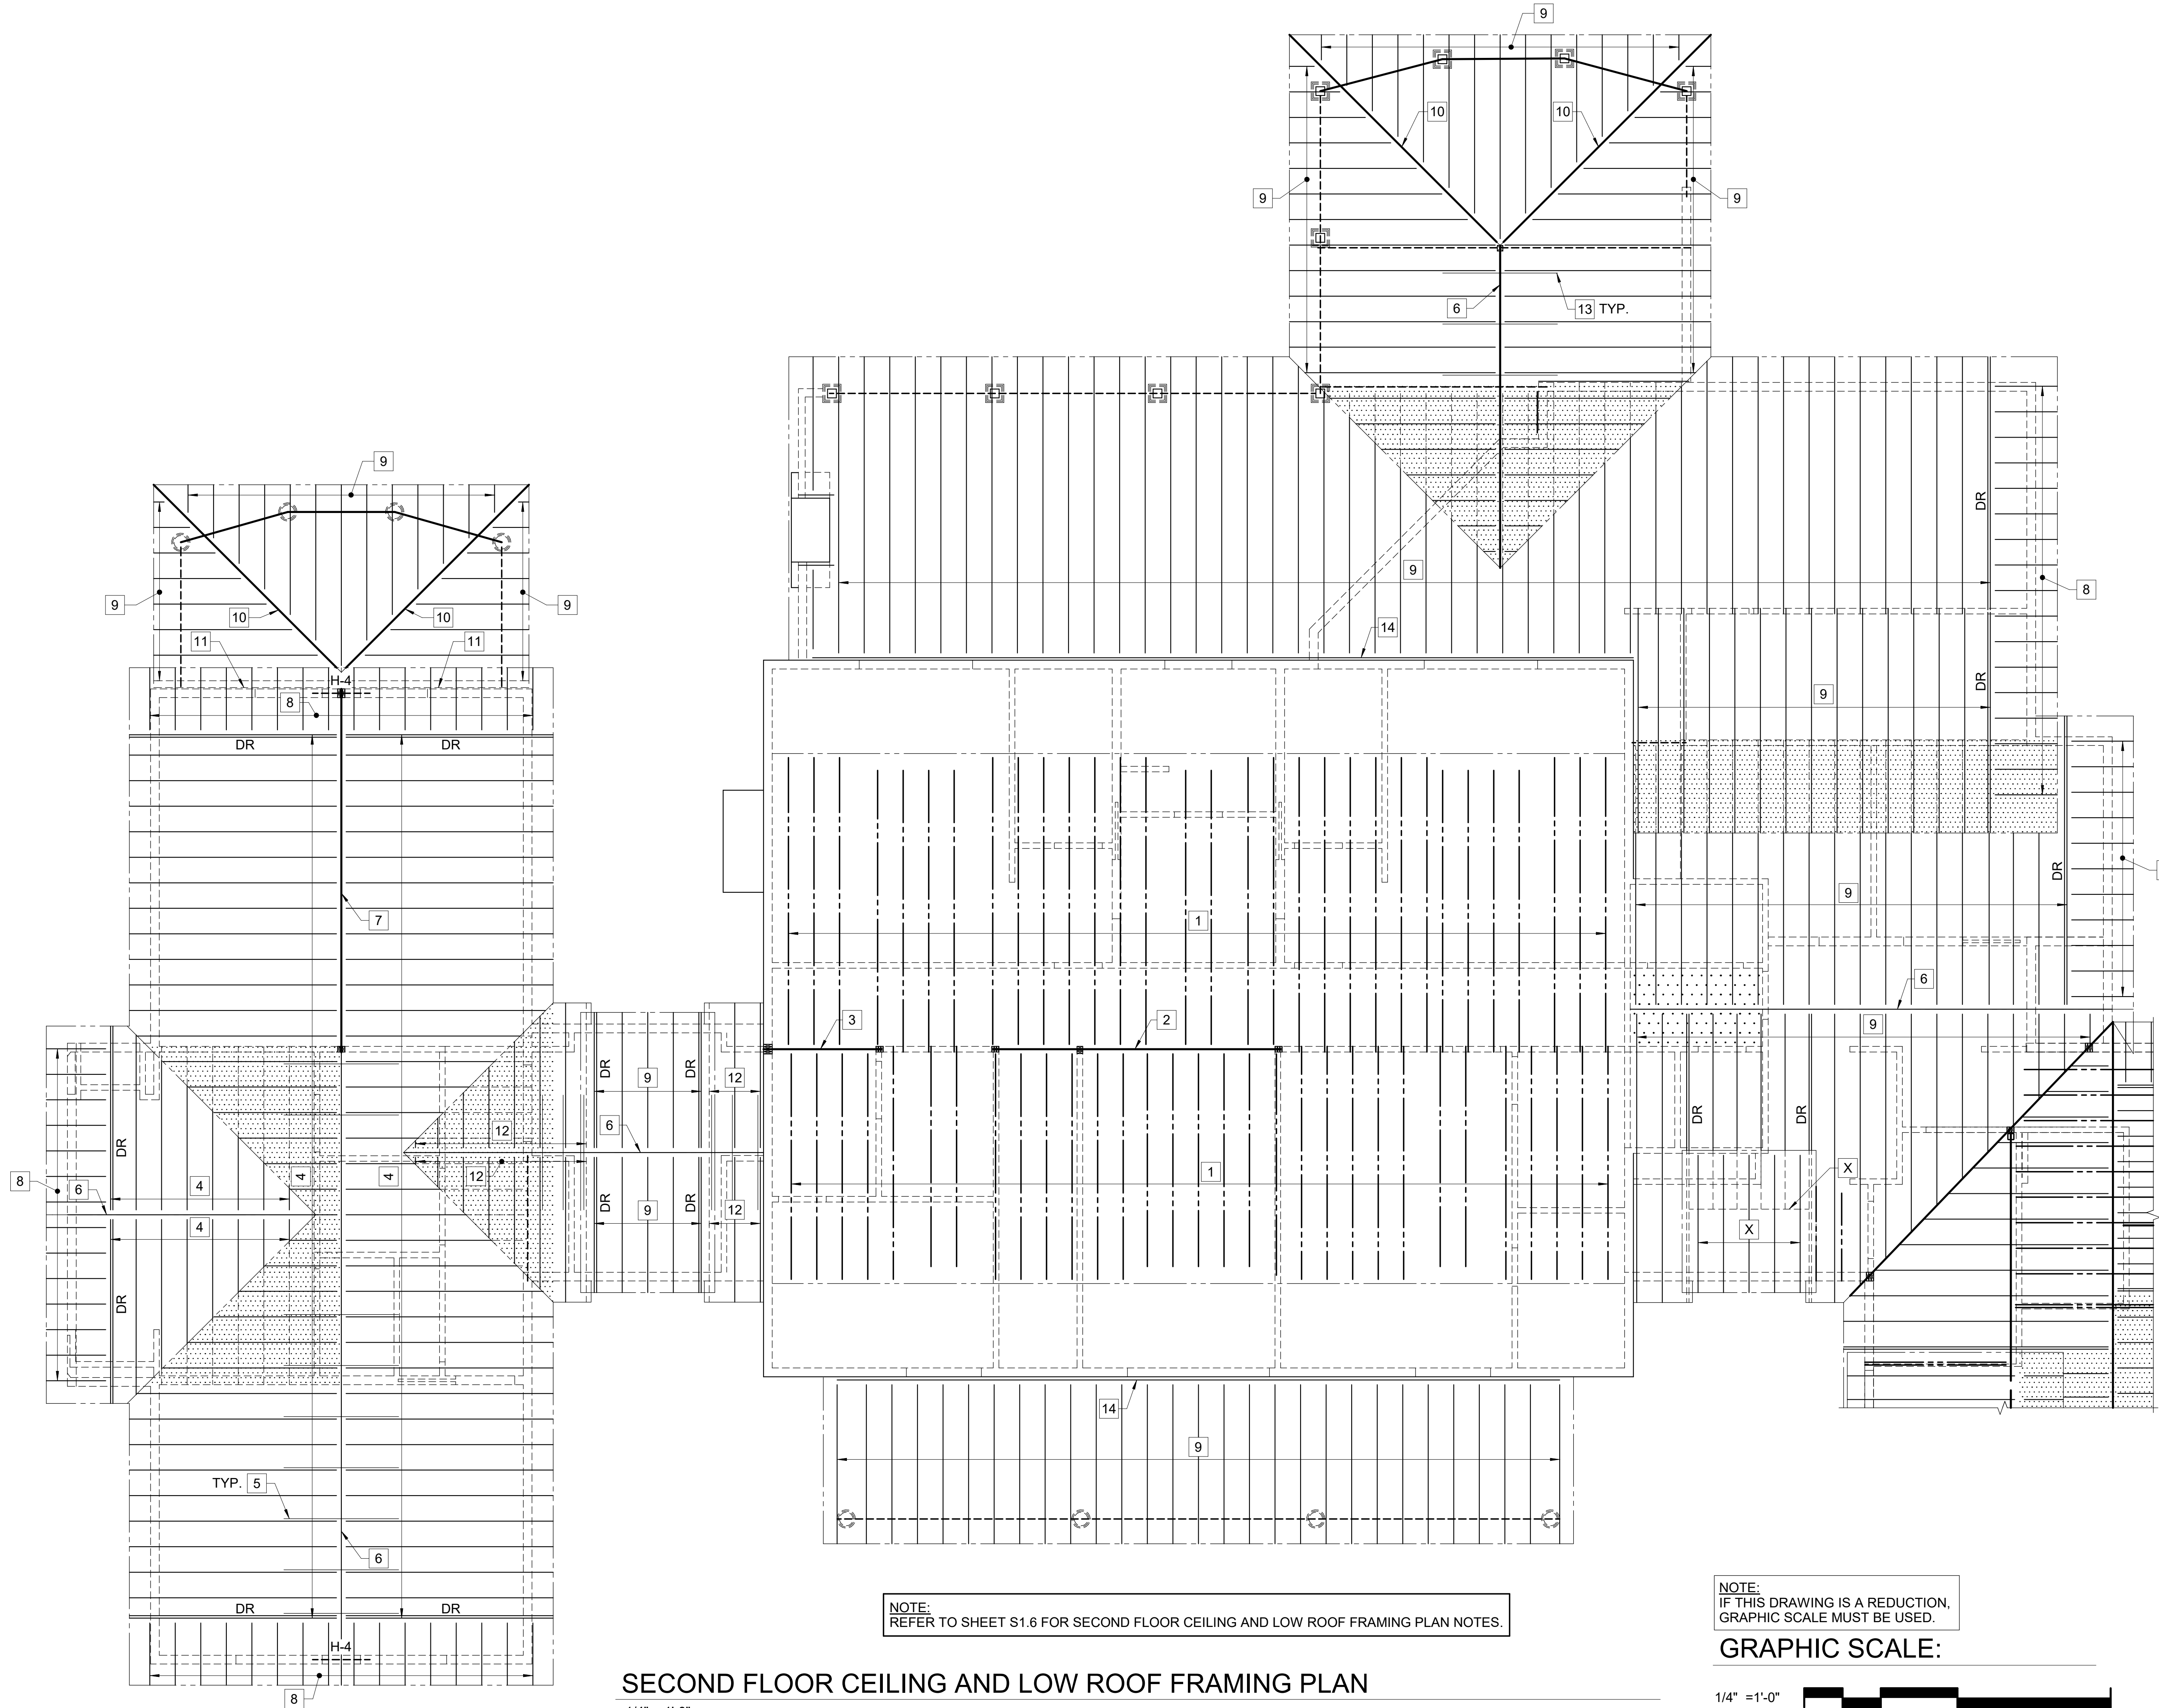 9
10
10
9
9
6
13 TYP.
DR
9
9
14
8
9
9
10
10
11
11
H-4
8
DR
DR
DR
9
DR
9
7
1
3
2
6
9
DR
9
DR
12
12
6
12
4
4
4
DR
4
8
6
12
DR
9
DR
12
1
DR
DR
X
X
DR
14
9
TYP. 5
6
DR
DR
H-4
8
NOTE:
REFER TO SHEET S1.6 FOR SECOND FLOOR CEILING AND LOW ROOF FRAMING PLAN NOTES.
NOTE:
IF THIS DRAWING IS A REDUCTION,
GRAPHIC SCALE MUST BE USED.
GRAPHIC SCALE:
SECOND FLOOR CEILING AND LOW ROOF FRAMING PLAN
1/4" =1'-0"